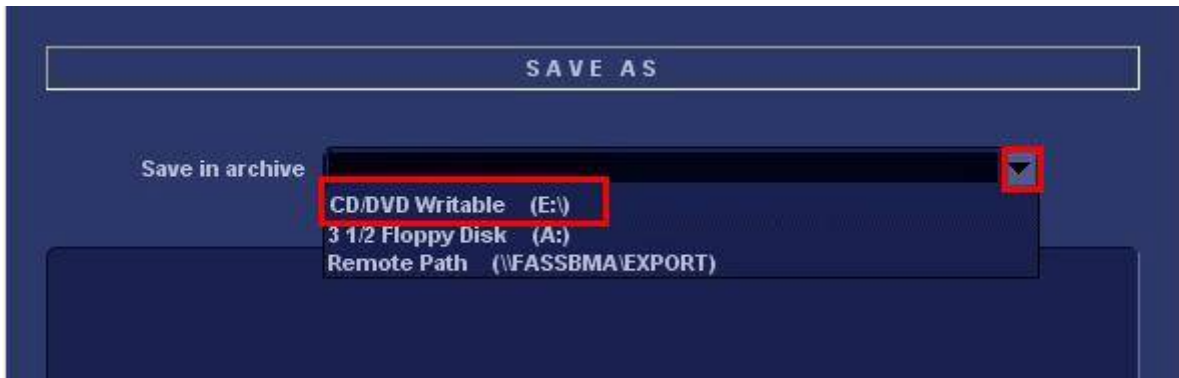 SAVE AS
Save in archive
CD/DVD Writable (E:\)
3 1/2 Floppy Disk (A:)
Remote Path (\\FASSBMA\EXPORT)